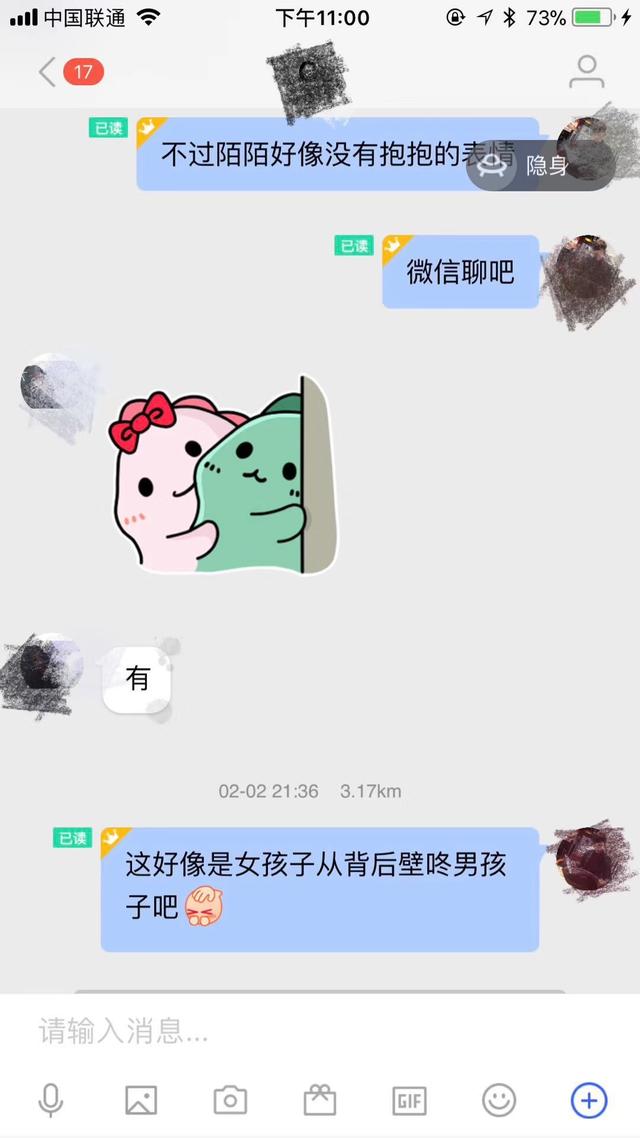 中国联通
下午11:00
73%
17
已读
不过陌陌好像没有抱抱的表情
隐身
已读
微信聊吧
有
02-02 21:36 3.17km
已读
这好像是女孩子从背后壁咚男孩
子吧
请输入消息...
GIF